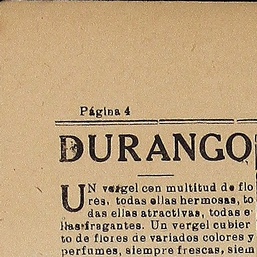 Página 4
DURANGO
UN vergel con multitud de flo
res, todas ellas hermosas, to
das ellas atractivas, todas e
llas fragantes. Un vergel cubier
to de flores de variados colores y
perfumes, siempre frescas, siem